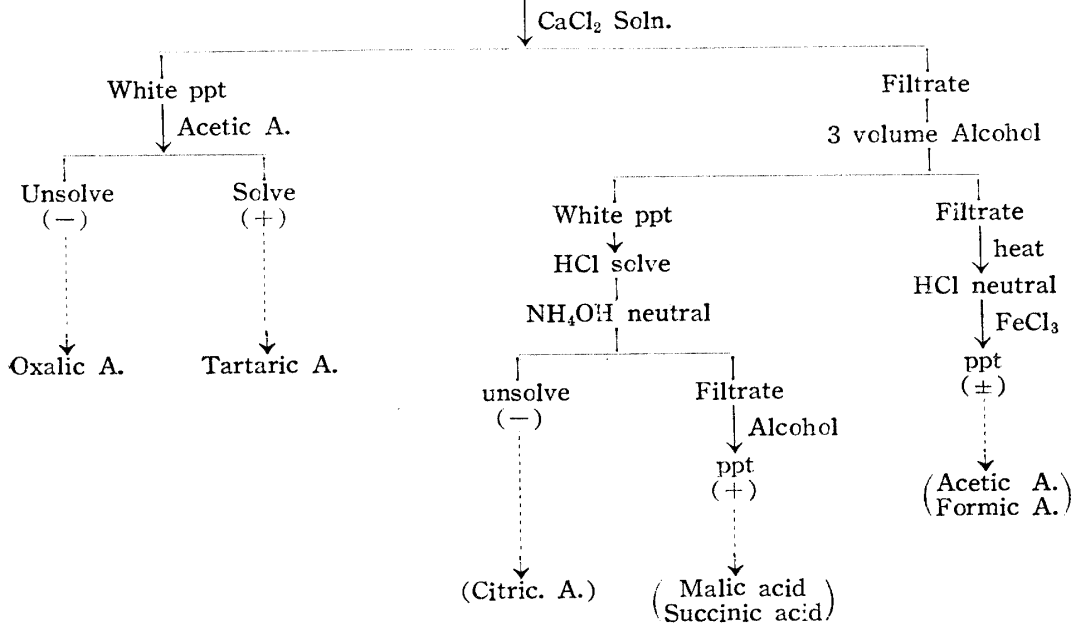 CaCl₂ Soln.
White ppt
Acetic A.
Unsolve
(−)
Solve
(+)
Oxalic A.
Tartaric A.
Filtrate
3 volume Alcohol
White ppt
HCl solve
NH₄OH neutral
unsolve
(−)
Filtrate
Alcohol
ppt
(+)
(Citric. A.)
(Malic acid
Succinic acid)
Filtrate
heat
HCl neutral
FeCl₃
ppt
(±)
(Acetic A.
Formic A.)